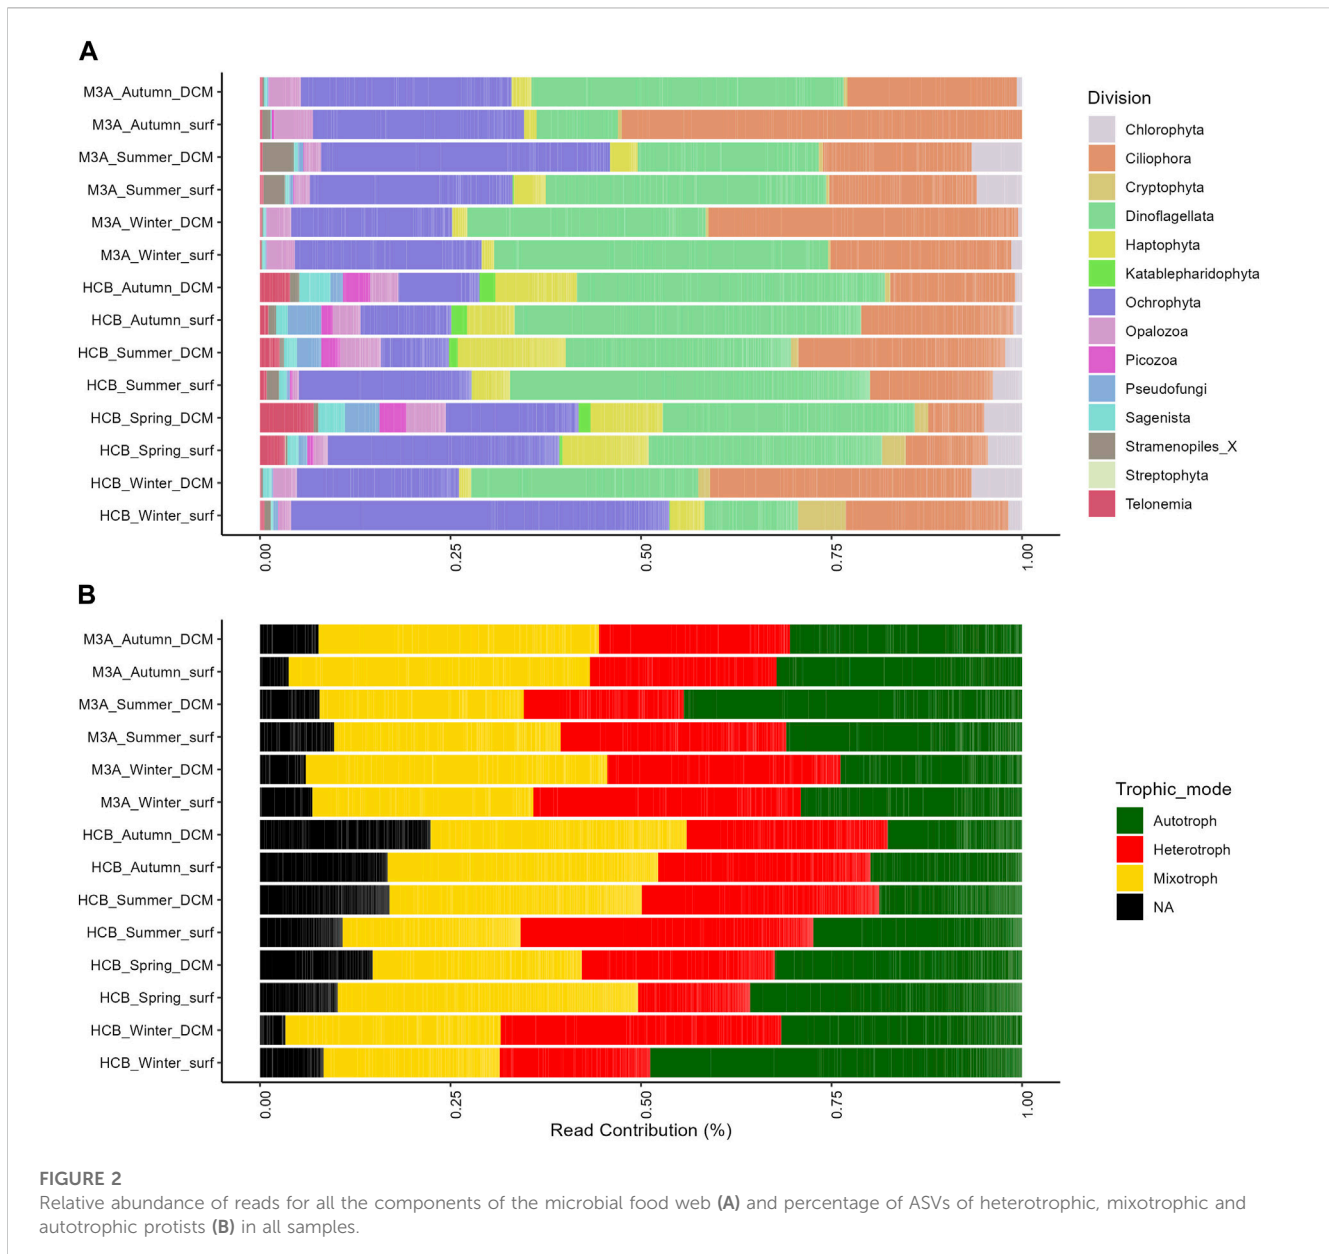 A
M3A_Autumn_DCM
M3A_Autumn_surf
M3A_Summer_DCM
M3A_Summer_surf
M3A_Winter_DCM
M3A_Winter_surf
HCB_Autumn_DCM
HCB_Autumn_surf
HCB_Summer_DCM
HCB_Summer_surf
HCB_Spring_DCM
HCB_Spring_surf
HCB_Winter_DCM
HCB_Winter_surf
0.00
0.25
0.50
0.75
1.00
Division
Chlorophyta
Ciliophora
Cryptophyta
Dinoflagellata
Haptophyta
Katablepharidophyta
Ochrophyta
Opalozoa
Picozoa
Pseudofungi
Sagenista
Stramenopiles_X
Streptophyta
Telonemia
B
M3A_Autumn_DCM
M3A_Autumn_surf
M3A_Summer_DCM
M3A_Summer_surf
M3A_Winter_DCM
M3A_Winter_surf
HCB_Autumn_DCM
HCB_Autumn_surf
HCB_Summer_DCM
HCB_Summer_surf
HCB_Spring_DCM
HCB_Spring_surf
HCB_Winter_DCM
HCB_Winter_surf
0.00
0.25
0.50
0.75
1.00
Read Contribution (%)
Trophic_mode
Autotroph
Heterotroph
Mixotroph
NA
FIGURE 2
Relative abundance of reads for all the components of the microbial food web (A) and percentage of ASVs of heterotrophic, mixotrophic and
autotrophic protists (B) in all samples.